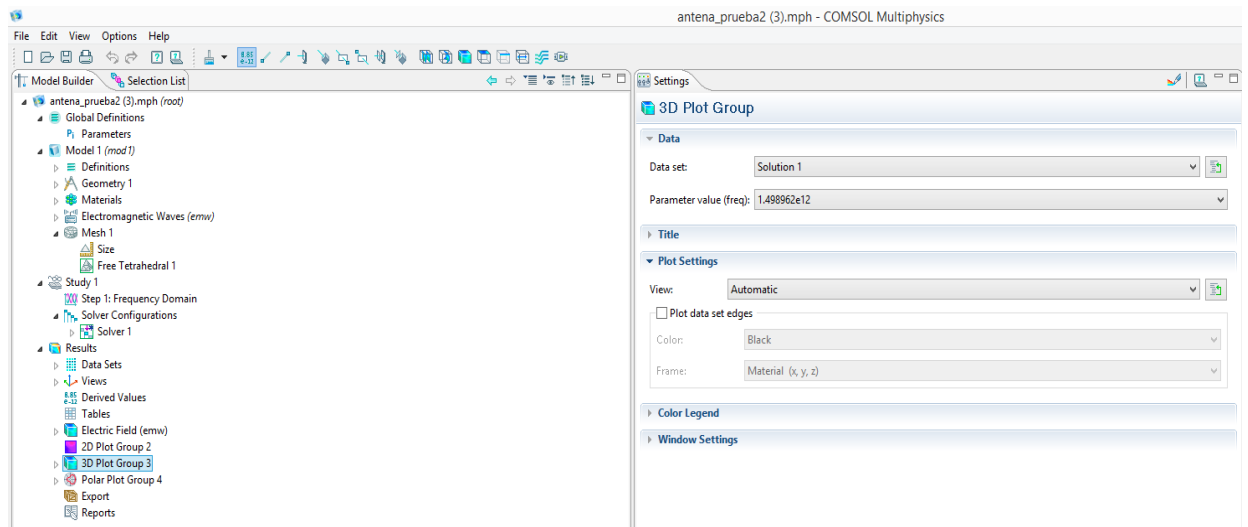 antena_prueba2 (3).mph - COMSOL Multiphysics
File Edit View Options Help
Model Builder
Selection List
antena_prueba2 (3).mph (root)
Global Definitions
Pi Parameters
Model 1 (mod1)
Definitions
Geometry 1
Materials
Electromagnetic Waves (emw)
Mesh 1
Size
Free Tetrahedral 1
Study 1
Step 1: Frequency Domain
Solver Configurations
Solver 1
Results
Data Sets
Views
8.85
e-12
Derived Values
Tables
Electric Field (emw)
2D Plot Group 2
3D Plot Group 3
Polar Plot Group 4
Export
Reports
Settings
3D Plot Group
Data
Data set: Solution 1
Parameter value (freq): 1.498962e12
Title
Plot Settings
View: Automatic
Plot data set edges
Color: Black
Frame: Material (x, y, z)
Color Legend
Window Settings